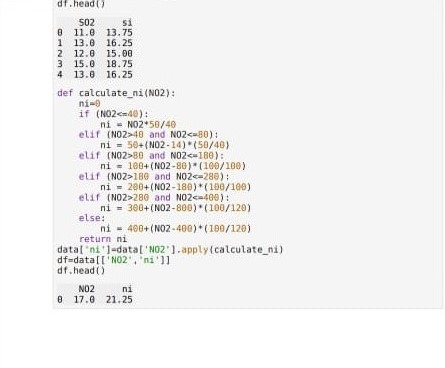 df.head()
SO2 si
0 11.0 13.75
1 13.0 16.25
2 12.0 15.00
3 15.0 18.75
4 13.0 16.25
def calculate_ni(NO2):
ni=0
if (NO2<=40):
ni = NO2*50/40
elif (NO2>40 and NO2<=80):
ni = 50+(NO2-14)*(50/40)
elif (NO2>80 and NO2<=180):
ni = 100+(NO2-80)*(100/100)
elif (NO2>180 and NO2<=280):
ni = 200+(NO2-180)*(100/100)
elif (NO2>280 and NO2<=400):
ni = 300+(NO2-800)*(100/120)
else:
ni = 400+(NO2-400)*(100/120)
return ni
data['ni']=data['NO2'].apply(calculate_ni)
df=data[['NO2','ni']]
df.head()
NO2 ni
0 17.0 21.25